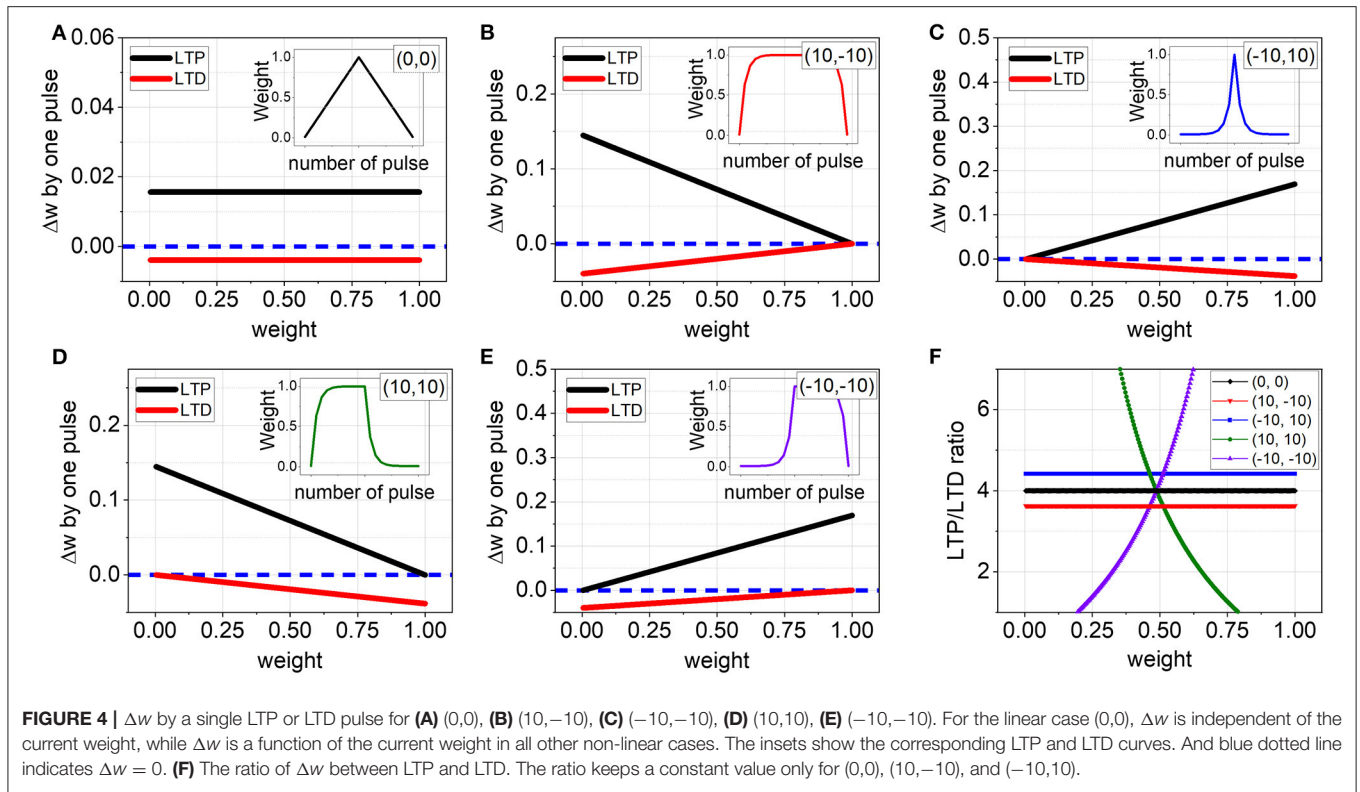 A
0.06
0.04
0.02
0.00
Δw by one pulse
LTP
LTD
Weight
1.0
0.5
0.0
(0,0)
number of pulse
0.00 0.25 0.50 0.75 1.00
weight
B
0.2
0.1
0.0
Δw by one pulse
LTP
LTD
Weight
1.0
0.5
0.0
(10,-10)
number of pulse
0.00 0.25 0.50 0.75 1.00
weight
C
0.5
0.4
0.3
0.2
0.1
0.0
Δw by one pulse
LTP
LTD
Weight
1.0
0.5
0.0
(-10,10)
number of pulse
0.00 0.25 0.50 0.75 1.00
weight
D
0.2
0.1
0.0
Δw by one pulse
LTP
LTD
Weight
1.0
0.5
0.0
(10,10)
number of pulse
0.00 0.25 0.50 0.75 1.00
weight
E
0.5
0.4
0.3
0.2
0.1
0.0
Δw by one pulse
LTP
LTD
Weight
1.0
0.5
0.0
(-10,-10)
number of pulse
0.00 0.25 0.50 0.75 1.00
weight
F
6
4
2
LTP/LTD ratio
(0, 0)
(10, -10)
(-10, 10)
(10, 10)
(-10, -10)
0.00 0.25 0.50 0.75 1.00
weight
FIGURE 4 | Δw by a single LTP or LTD pulse for (A) (0,0), (B) (10,−10), (C) (−10,−10), (D) (10,10), (E) (−10,−10). For the linear case (0,0), Δw is independent of the
current weight, while Δw is a function of the current weight in all other non-linear cases. The insets show the corresponding LTP and LTD curves. And blue dotted line
indicates Δw = 0. (F) The ratio of Δw between LTP and LTD. The ratio keeps a constant value only for (0,0), (10,−10), and (−10,10).